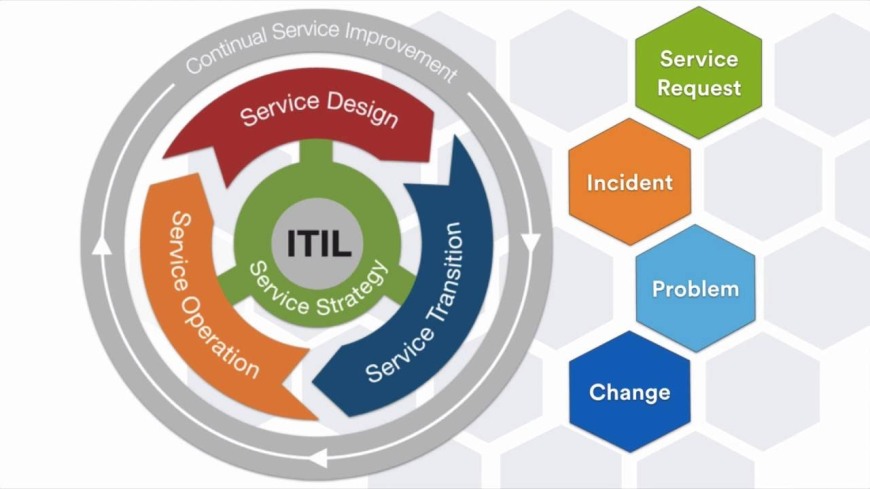 Continual Service Improvement
Service Design
Service Operation
ITIL
Service Strategy
Service Transition
Service
Request
Incident
Problem
Change